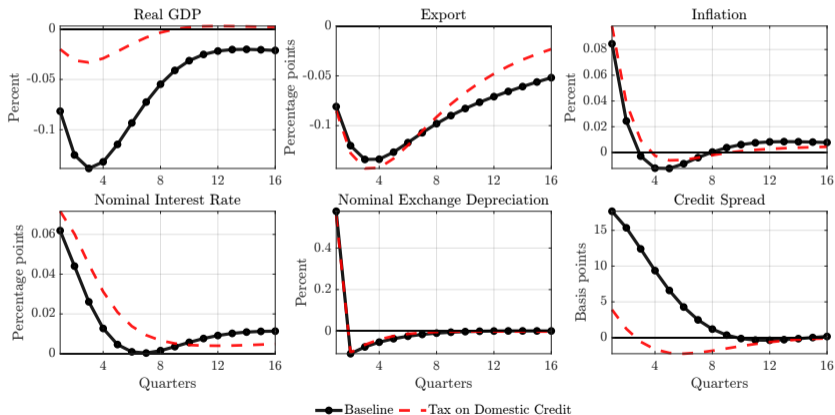 Real GDP
Export
Inflation
Percent
0
-0.05
-0.1
4
8
12
16
Percentage points
0
-0.05
-0.1
4
8
12
16
Percent
0.08
0.06
0.04
0.02
0
4
8
12
16
Nominal Interest Rate
Nominal Exchange Depreciation
Credit Spread
Percentage points
0.06
0.04
0.02
0
4
8
12
16
Quarters
Percent
0.4
0.2
0
4
8
12
16
Quarters
Basis points
15
10
5
0
4
8
12
16
Quarters
Baseline
Tax on Domestic Credit